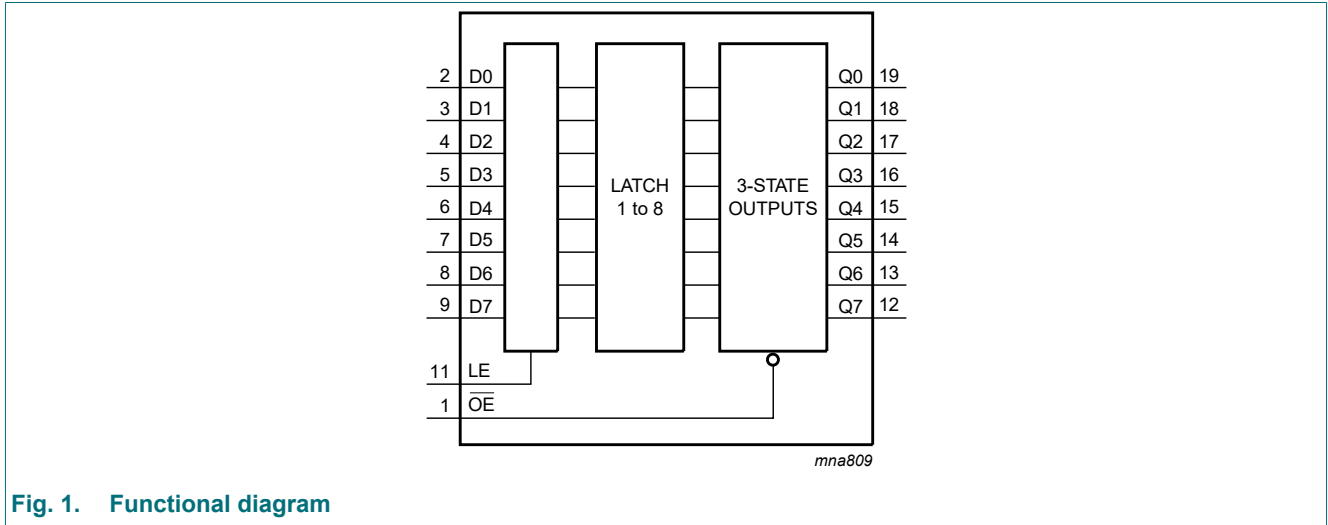 2 D0 Q0 19
3 D1 Q1 18
4 D2 Q2 17
5 D3 Q3 16
LATCH 3-STATE
1 to 8 OUTPUTS
6 D4 Q4 15
7 D5 Q5 14
8 D6 Q6 13
9 D7 Q7 12
11 LE
1 O̅E̅
mna809
Fig. 1. Functional diagram